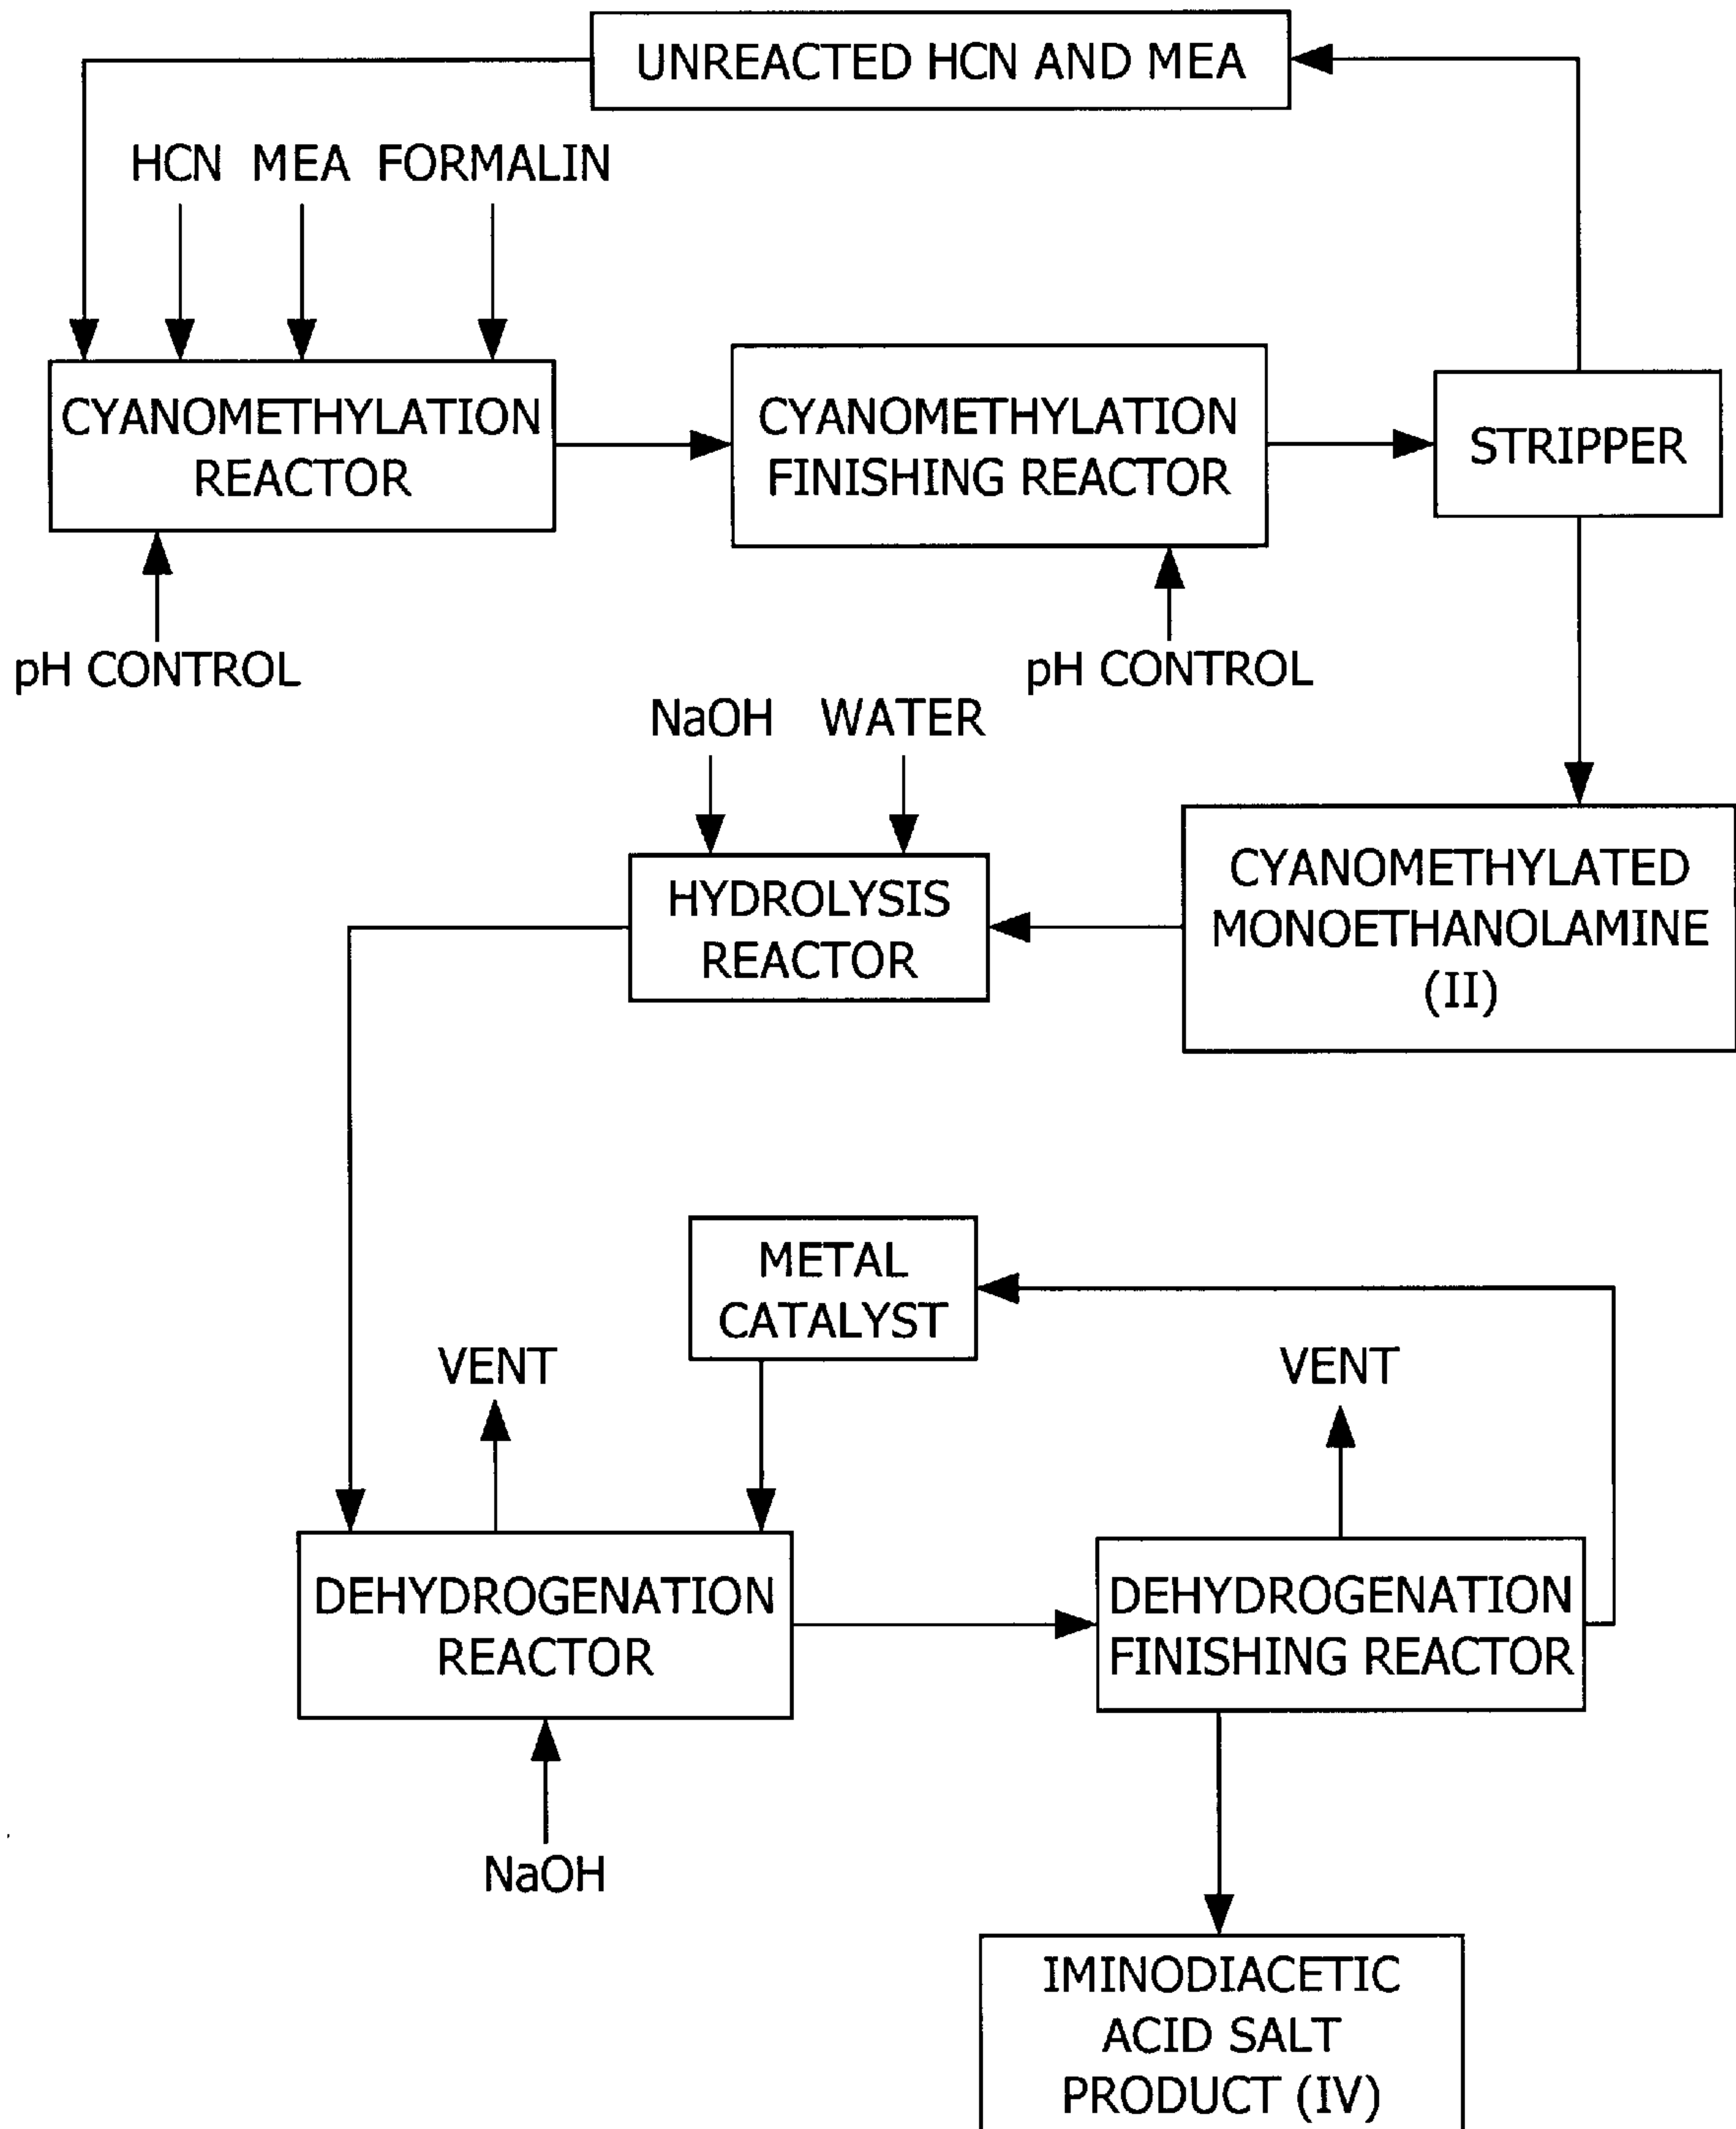 UNREACTED HCN AND MEA
HCN MEA FORMALIN
CYANOMETHYLATION
REACTOR
CYANOMETHYLATION
FINISHING REACTOR
STRIPPER
pH CONTROL
pH CONTROL
NaOH WATER
HYDROLYSIS
REACTOR
CYANOMETHYLATED
MONOETHANOLAMINE
(II)
METAL
CATALYST
VENT
VENT
DEHYDROGENATION
REACTOR
DEHYDROGENATION
FINISHING REACTOR
NaOH
IMINODIACETIC
ACID SALT
PRODUCT (IV)